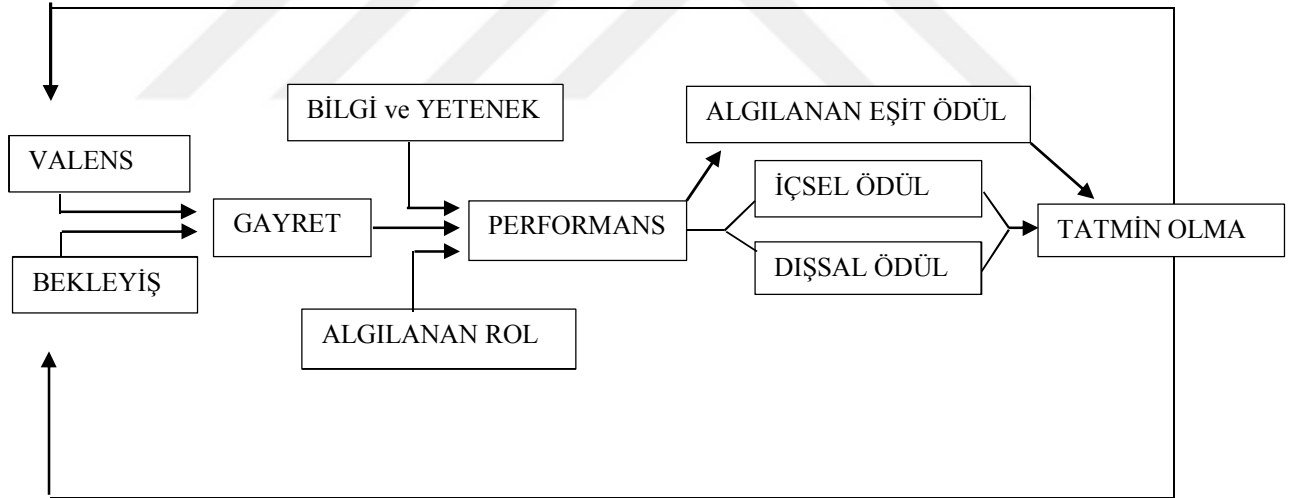 BİLGİ ve YETENEK
ALGILANAN EŞİT ÖDÜL
VALENS
İÇSEL ÖDÜL
GAYRET
PERFORMANS
TATMİN OLMA
BEKLEYİŞ
DIŞSAL ÖDÜL
ALGILANAN ROL